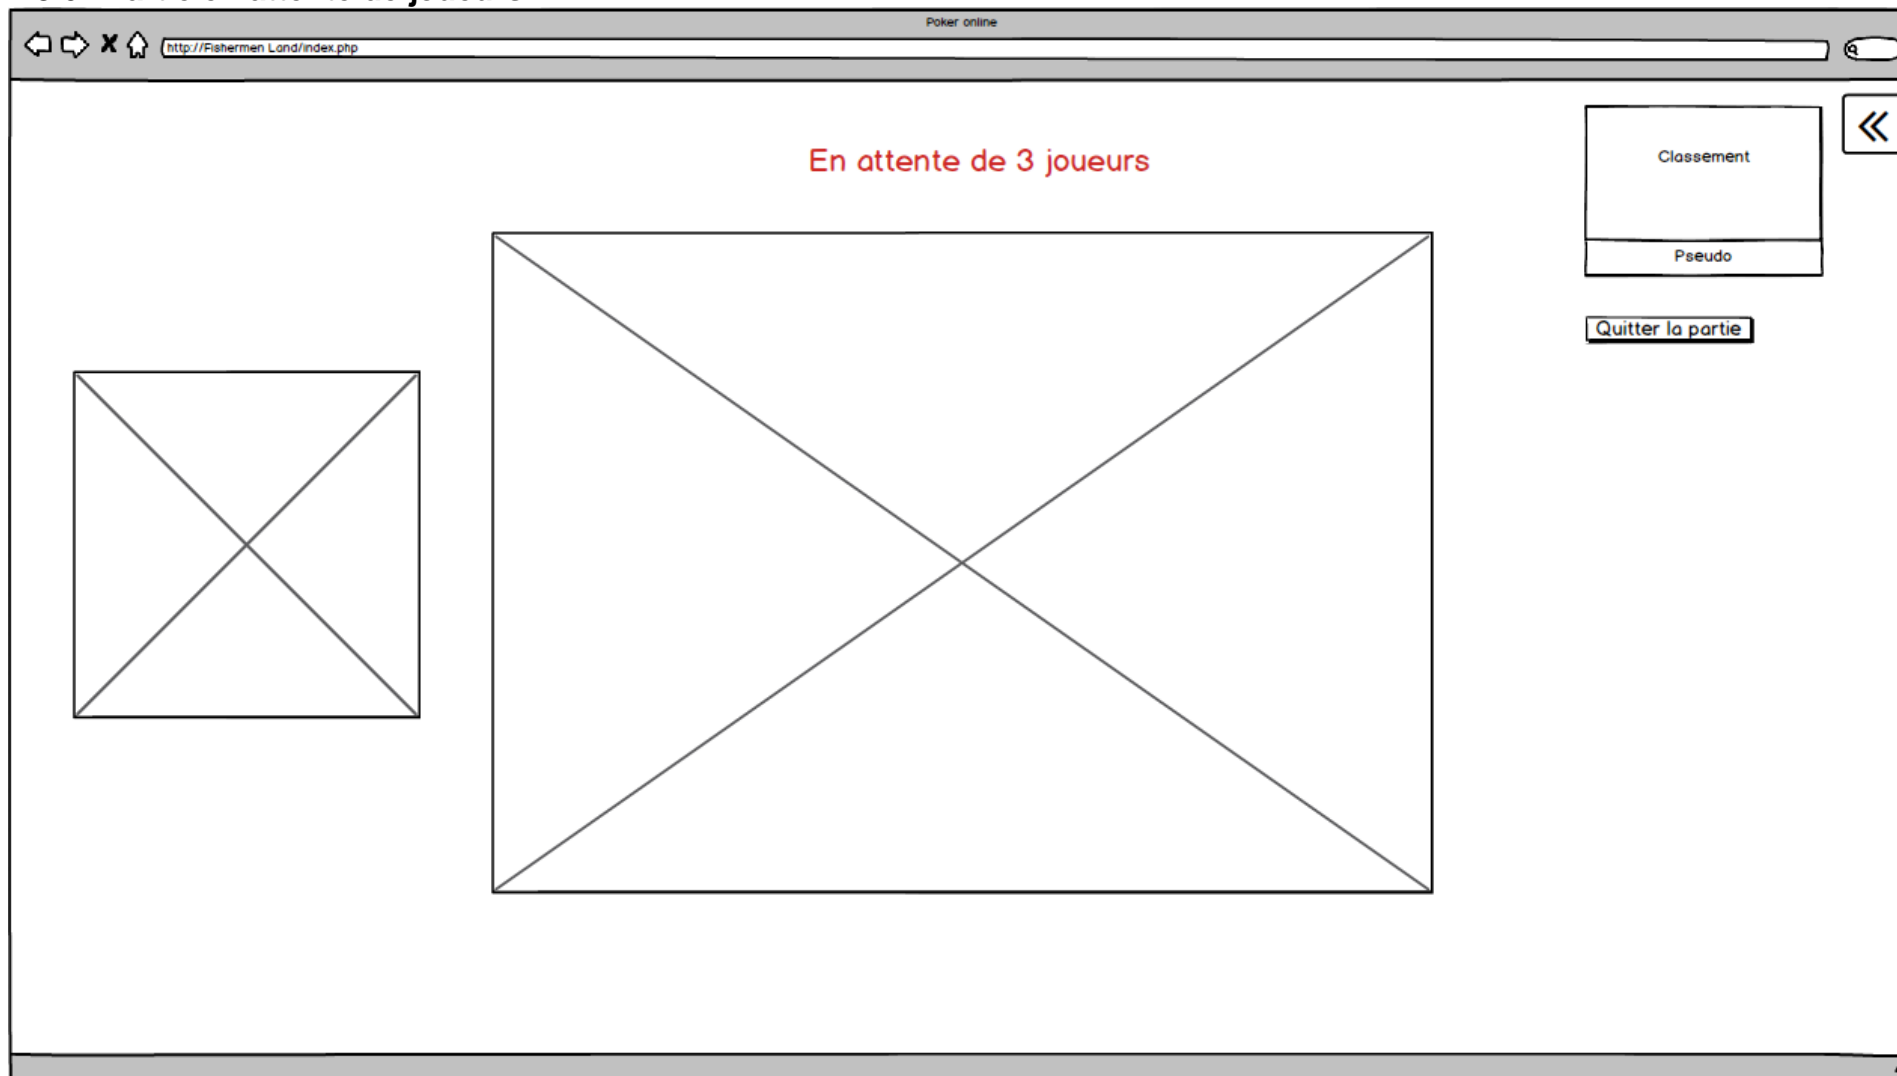 Poker online
http://Fishermen Land/index.php
En attente de 3 joueurs
Classement
Pseudo
Quitter la partie